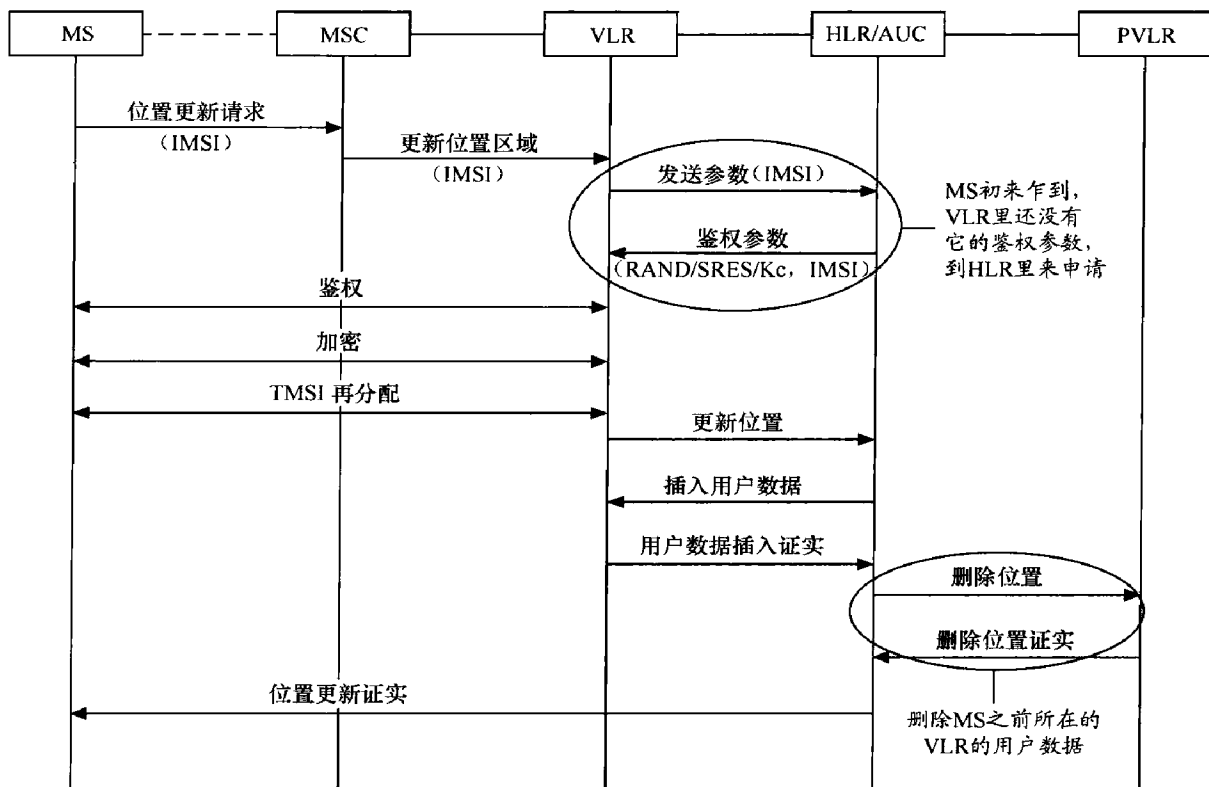 MS
MSC
VLR
HLR/AUC
PVLR
位置更新请求
（IMSI）
更新位置区域
（IMSI）
发送参数（IMSI）
鉴权参数
（RAND/SRES/Kc，IMSI）
MS初来乍到，
VLR里还没有
它的鉴权参数，
到HLR里来申请
鉴权
加密
TMSI 再分配
更新位置
插入用户数据
用户数据插入证实
删除位置
删除位置证实
位置更新证实
删除MS之前所在的
VLR的用户数据